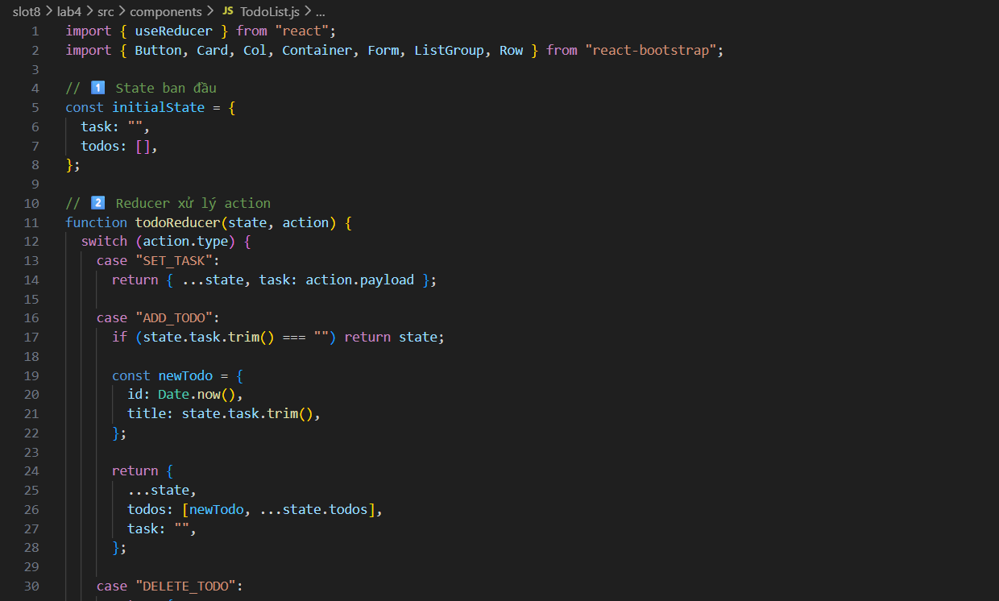 slot8 > lab4 > src > components > JS TodoList.js > ...
1 import { useReducer } from "react";
2 import { Button, Card, Col, Container, Form, ListGroup, Row } from "react-bootstrap";
3
4 // 1️⃣ State ban đầu
5 const initialState = {
6   task: "",
7   todos: [],
8 };
9
10 // 2️⃣ Reducer xử lý action
11 function todoReducer(state, action) {
12   switch (action.type) {
13     case "SET_TASK":
14       return { ...state, task: action.payload };
15
16     case "ADD_TODO":
17       if (state.task.trim() === "") return state;
18
19       const newTodo = {
20         id: Date.now(),
21         title: state.task.trim(),
22       };
23
24       return {
25         ...state,
26         todos: [newTodo, ...state.todos],
27         task: "",
28       };
29
30     case "DELETE_TODO":